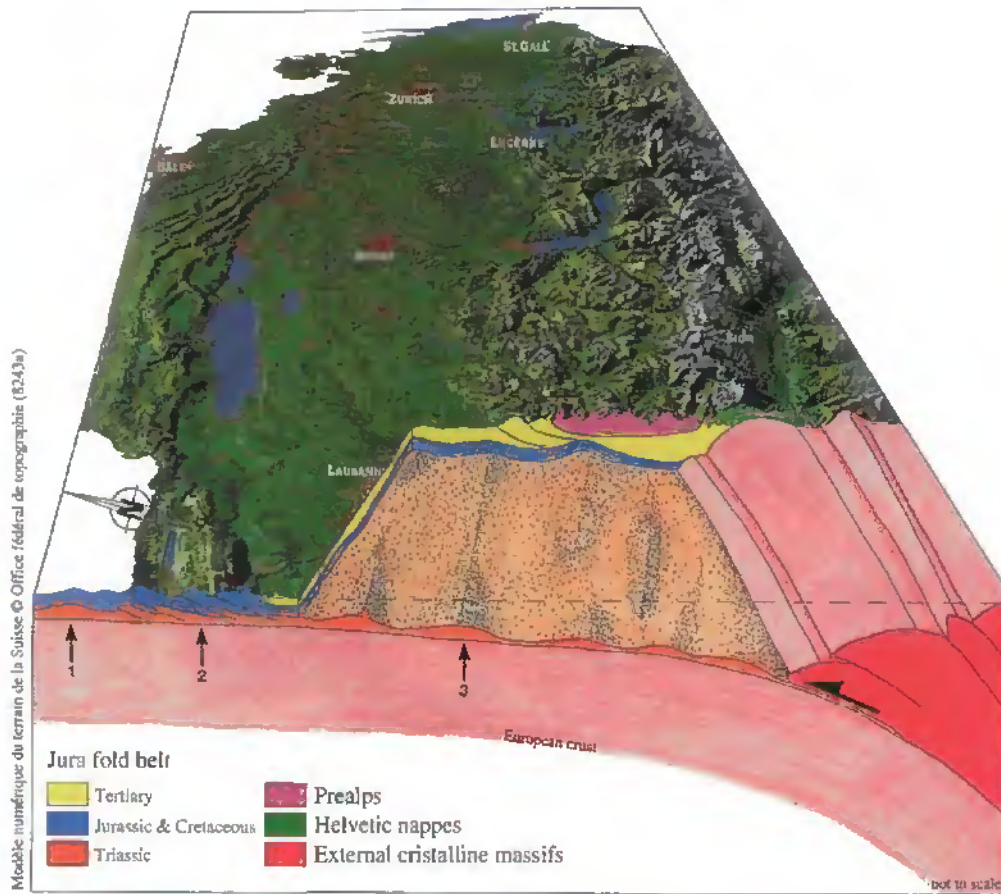 ST.GALL
ZURICH
LUCERNE
Modèle numérique du terrain de la Suisse © Office fédéral de topographie (8243a)
N
1
2
3
European crust
Jura fold belt
Tertiary
Jurassic & Cretaceous
Triassic
Prealps
Helvetic nappes
External cristalline massifs
not to scale